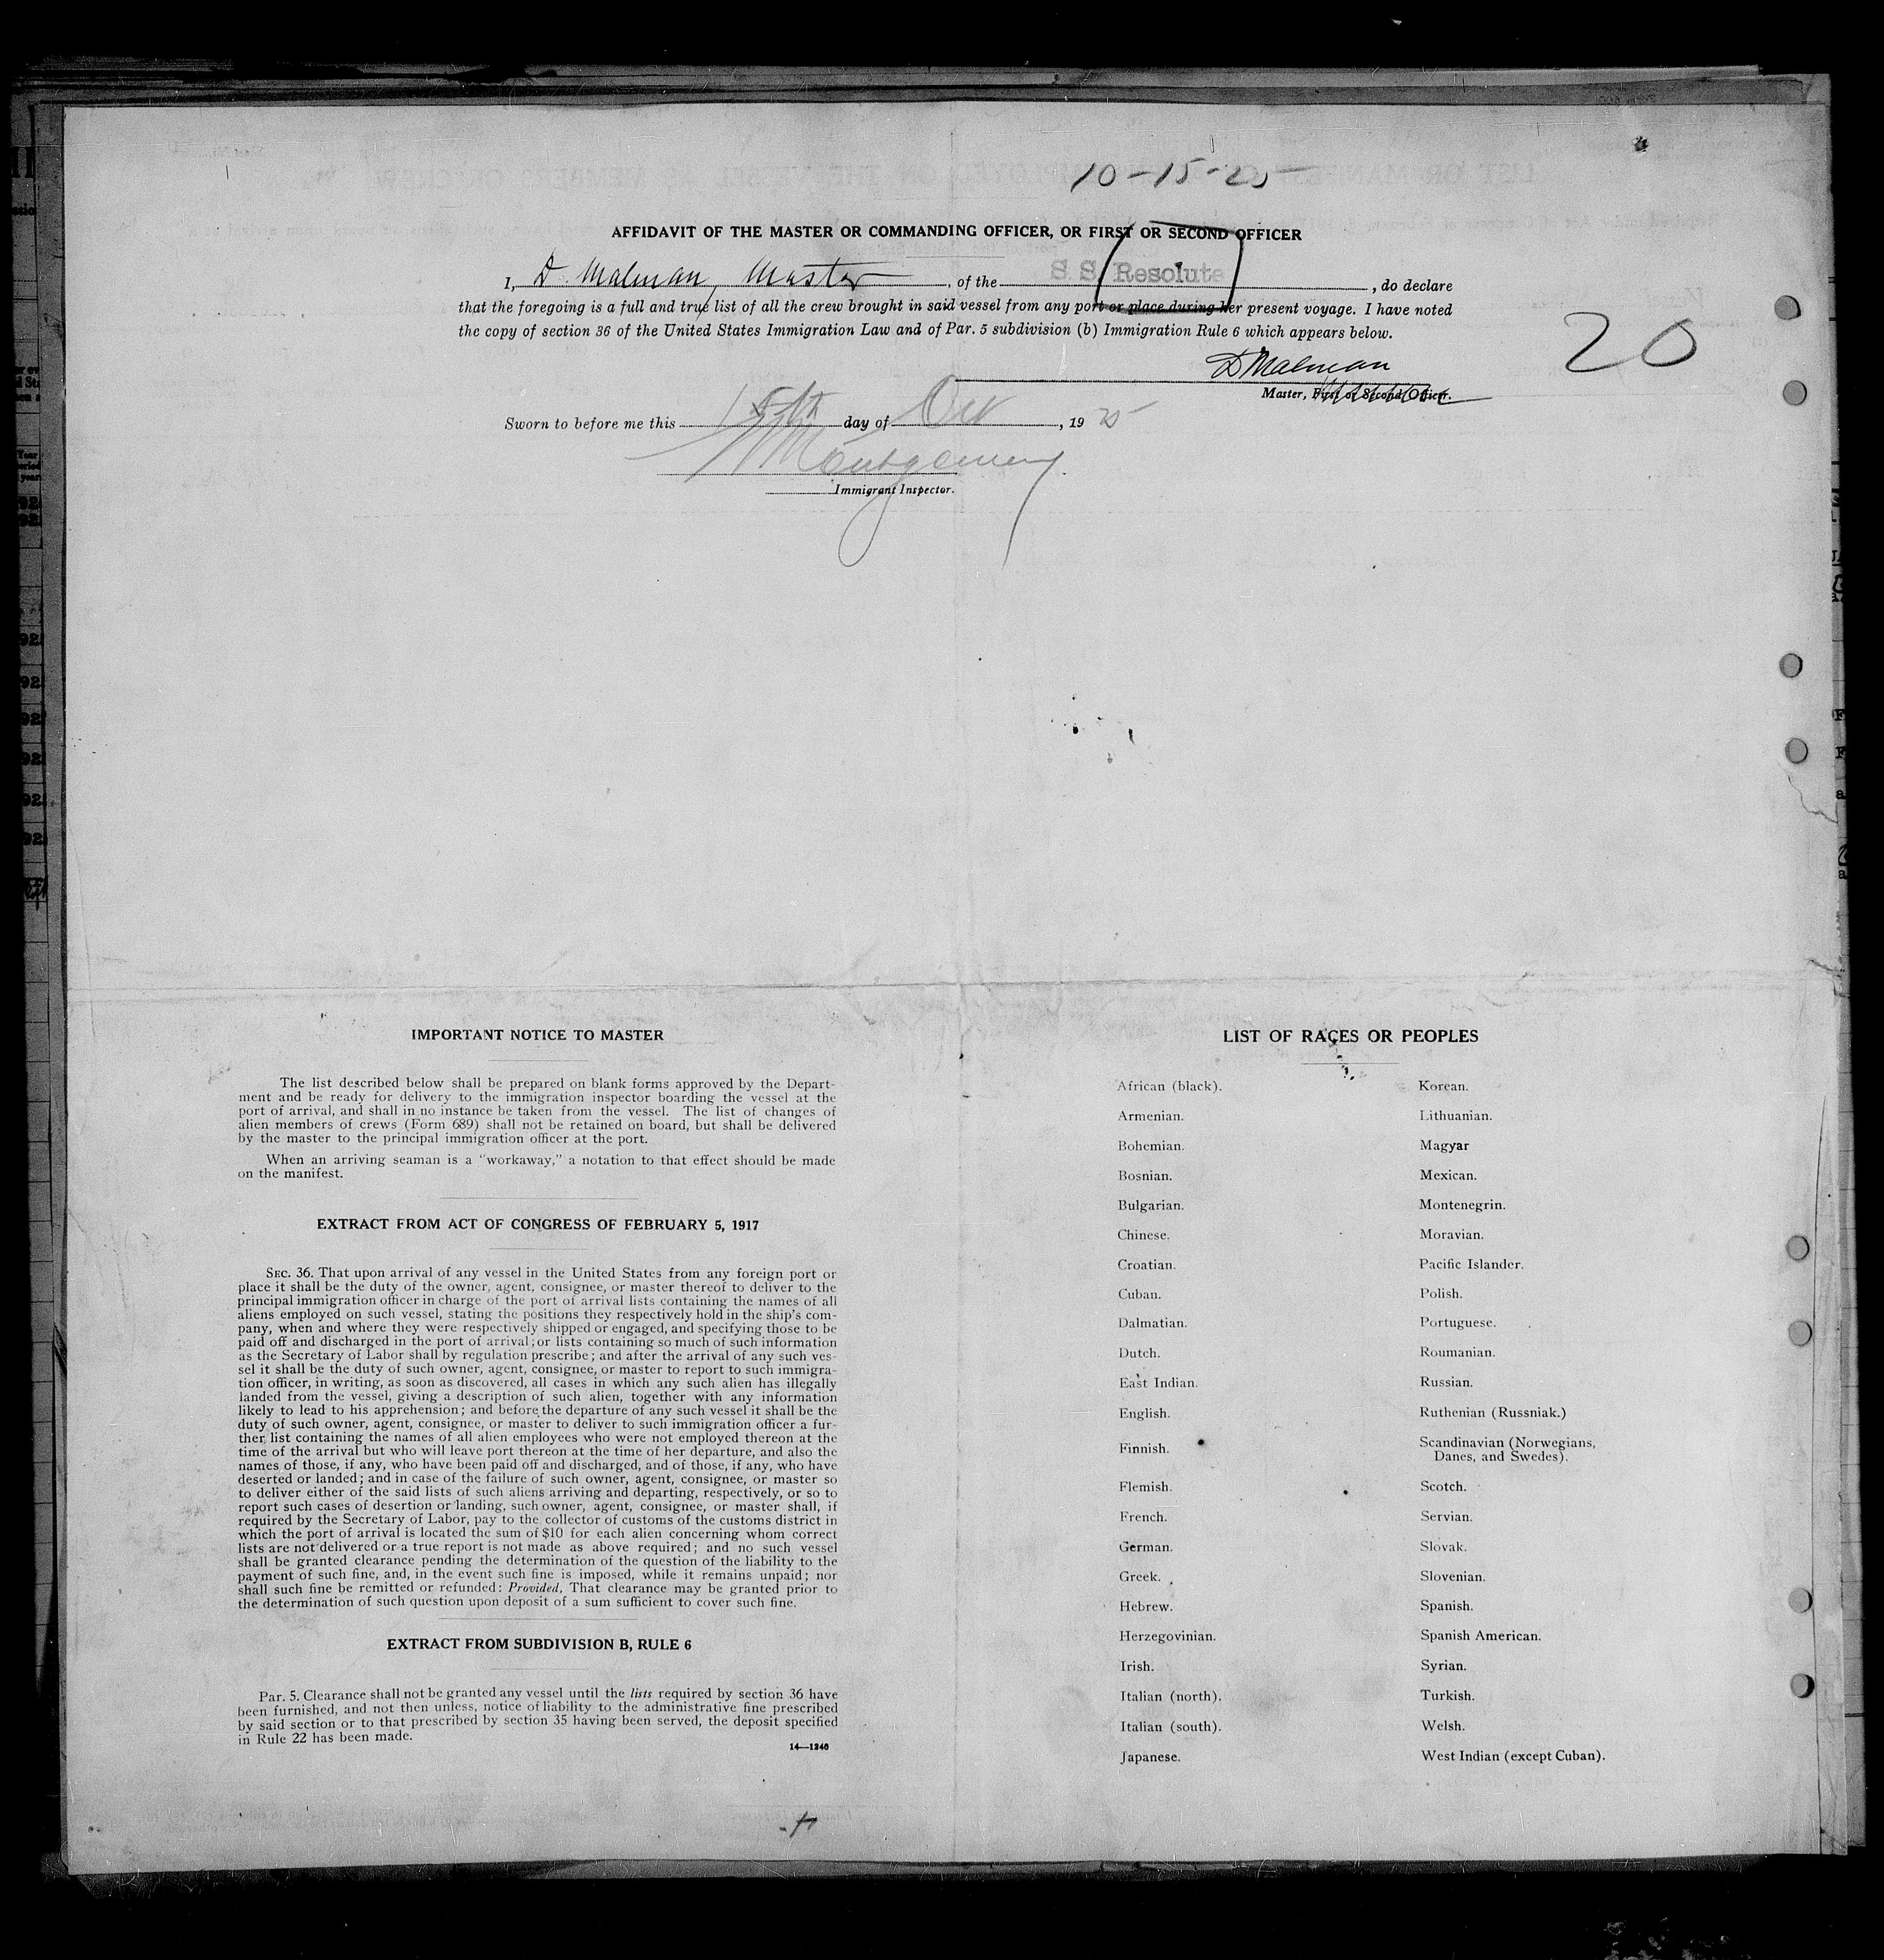 10-15-25
AFFIDAVIT OF THE MASTER OR COMMANDING OFFICER, OR FIRST OR SECOND OFFICER
I, D. Malman, Master, of the S. S. Resolute, do declare
that the foregoing is a full and true list of all the crew brought in said vessel from any port or place during her present voyage. I have noted
the copy of section 36 of the United States Immigration Law and of Par. 5 subdivision (b) Immigration Rule 6 which appears below.
20
D Malman
Master, First or Second Officer.
Sworn to before me this 15th day of Oct, 19 25
Montgomery
Immigrant Inspector.
IMPORTANT NOTICE TO MASTER
The list described below shall be prepared on blank forms approved by the Depart-
ment and be ready for delivery to the immigration inspector boarding the vessel at the
port of arrival, and shall in no instance be taken from the vessel. The list of changes of
alien members of crews (Form 689) shall not be retained on board, but shall be delivered
by the master to the principal immigration officer at the port.
When an arriving seaman is a "workaway," a notation to that effect should be made
on the manifest.
EXTRACT FROM ACT OF CONGRESS OF FEBRUARY 5, 1917
SEC. 36. That upon arrival of any vessel in the United States from any foreign port or
place it shall be the duty of the owner, agent, consignee, or master thereof to deliver to the
principal immigration officer in charge of the port of arrival lists containing the names of all
aliens employed on such vessel, stating the positions they respectively hold in the ship's com-
pany, when and where they were respectively shipped or engaged, and specifying those to be
paid off and discharged in the port of arrival; or lists containing so much of such information
as the Secretary of Labor shall by regulation prescribe; and after the arrival of any such ves-
sel it shall be the duty of such owner, agent, consignee, or master to report to such immigra-
tion officer, in writing, as soon as discovered, all cases in which any such alien has illegally
landed from the vessel, giving a description of such alien, together with any information
likely to lead to his apprehension; and before the departure of any such vessel it shall be the
duty of such owner, agent, consignee, or master to deliver to such immigration officer a fur-
ther list containing the names of all alien employees who were not employed thereon at the
time of the arrival but who will leave port thereon at the time of her departure, and also the
names of those, if any, who have been paid off and discharged, and of those, if any, who have
deserted or landed; and in case of the failure of such owner, agent, consignee, or master so
to deliver either of the said lists of such aliens arriving and departing, respectively, or so to
report such cases of desertion or landing, such owner, agent, consignee, or master shall, if
required by the Secretary of Labor, pay to the collector of customs of the customs district in
which the port of arrival is located the sum of $10 for each alien concerning whom correct
lists are not delivered or a true report is not made as above required; and no such vessel
shall be granted clearance pending the determination of the question of the liability to the
payment of such fine, and, in the event such fine is imposed, while it remains unpaid; nor
shall such fine be remitted or refunded: Provided, That clearance may be granted prior to
the determination of such question upon deposit of a sum sufficient to cover such fine.
EXTRACT FROM SUBDIVISION B, RULE 6
Par. 5. Clearance shall not be granted any vessel until the lists required by section 36 have
been furnished, and not then unless, notice of liability to the administrative fine prescribed
by said section or to that prescribed by section 35 having been served, the deposit specified
in Rule 22 has been made.
14—1246
LIST OF RACES OR PEOPLES
African (black).
Armenian.
Bohemian.
Bosnian.
Bulgarian.
Chinese.
Croatian.
Cuban.
Dalmatian.
Dutch.
East Indian.
English.
Finnish.
Flemish.
French.
German.
Greek.
Hebrew.
Herzegovinian.
Irish.
Italian (north).
Italian (south).
Japanese.
Korean.
Lithuanian.
Magyar
Mexican.
Montenegrin.
Moravian.
Pacific Islander.
Polish.
Portuguese.
Roumanian.
Russian.
Ruthenian (Russniak.)
Scandinavian (Norwegians,
Danes, and Swedes).
Scotch.
Servian.
Slovak.
Slovenian.
Spanish.
Spanish American.
Syrian.
Turkish.
Welsh.
West Indian (except Cuban).